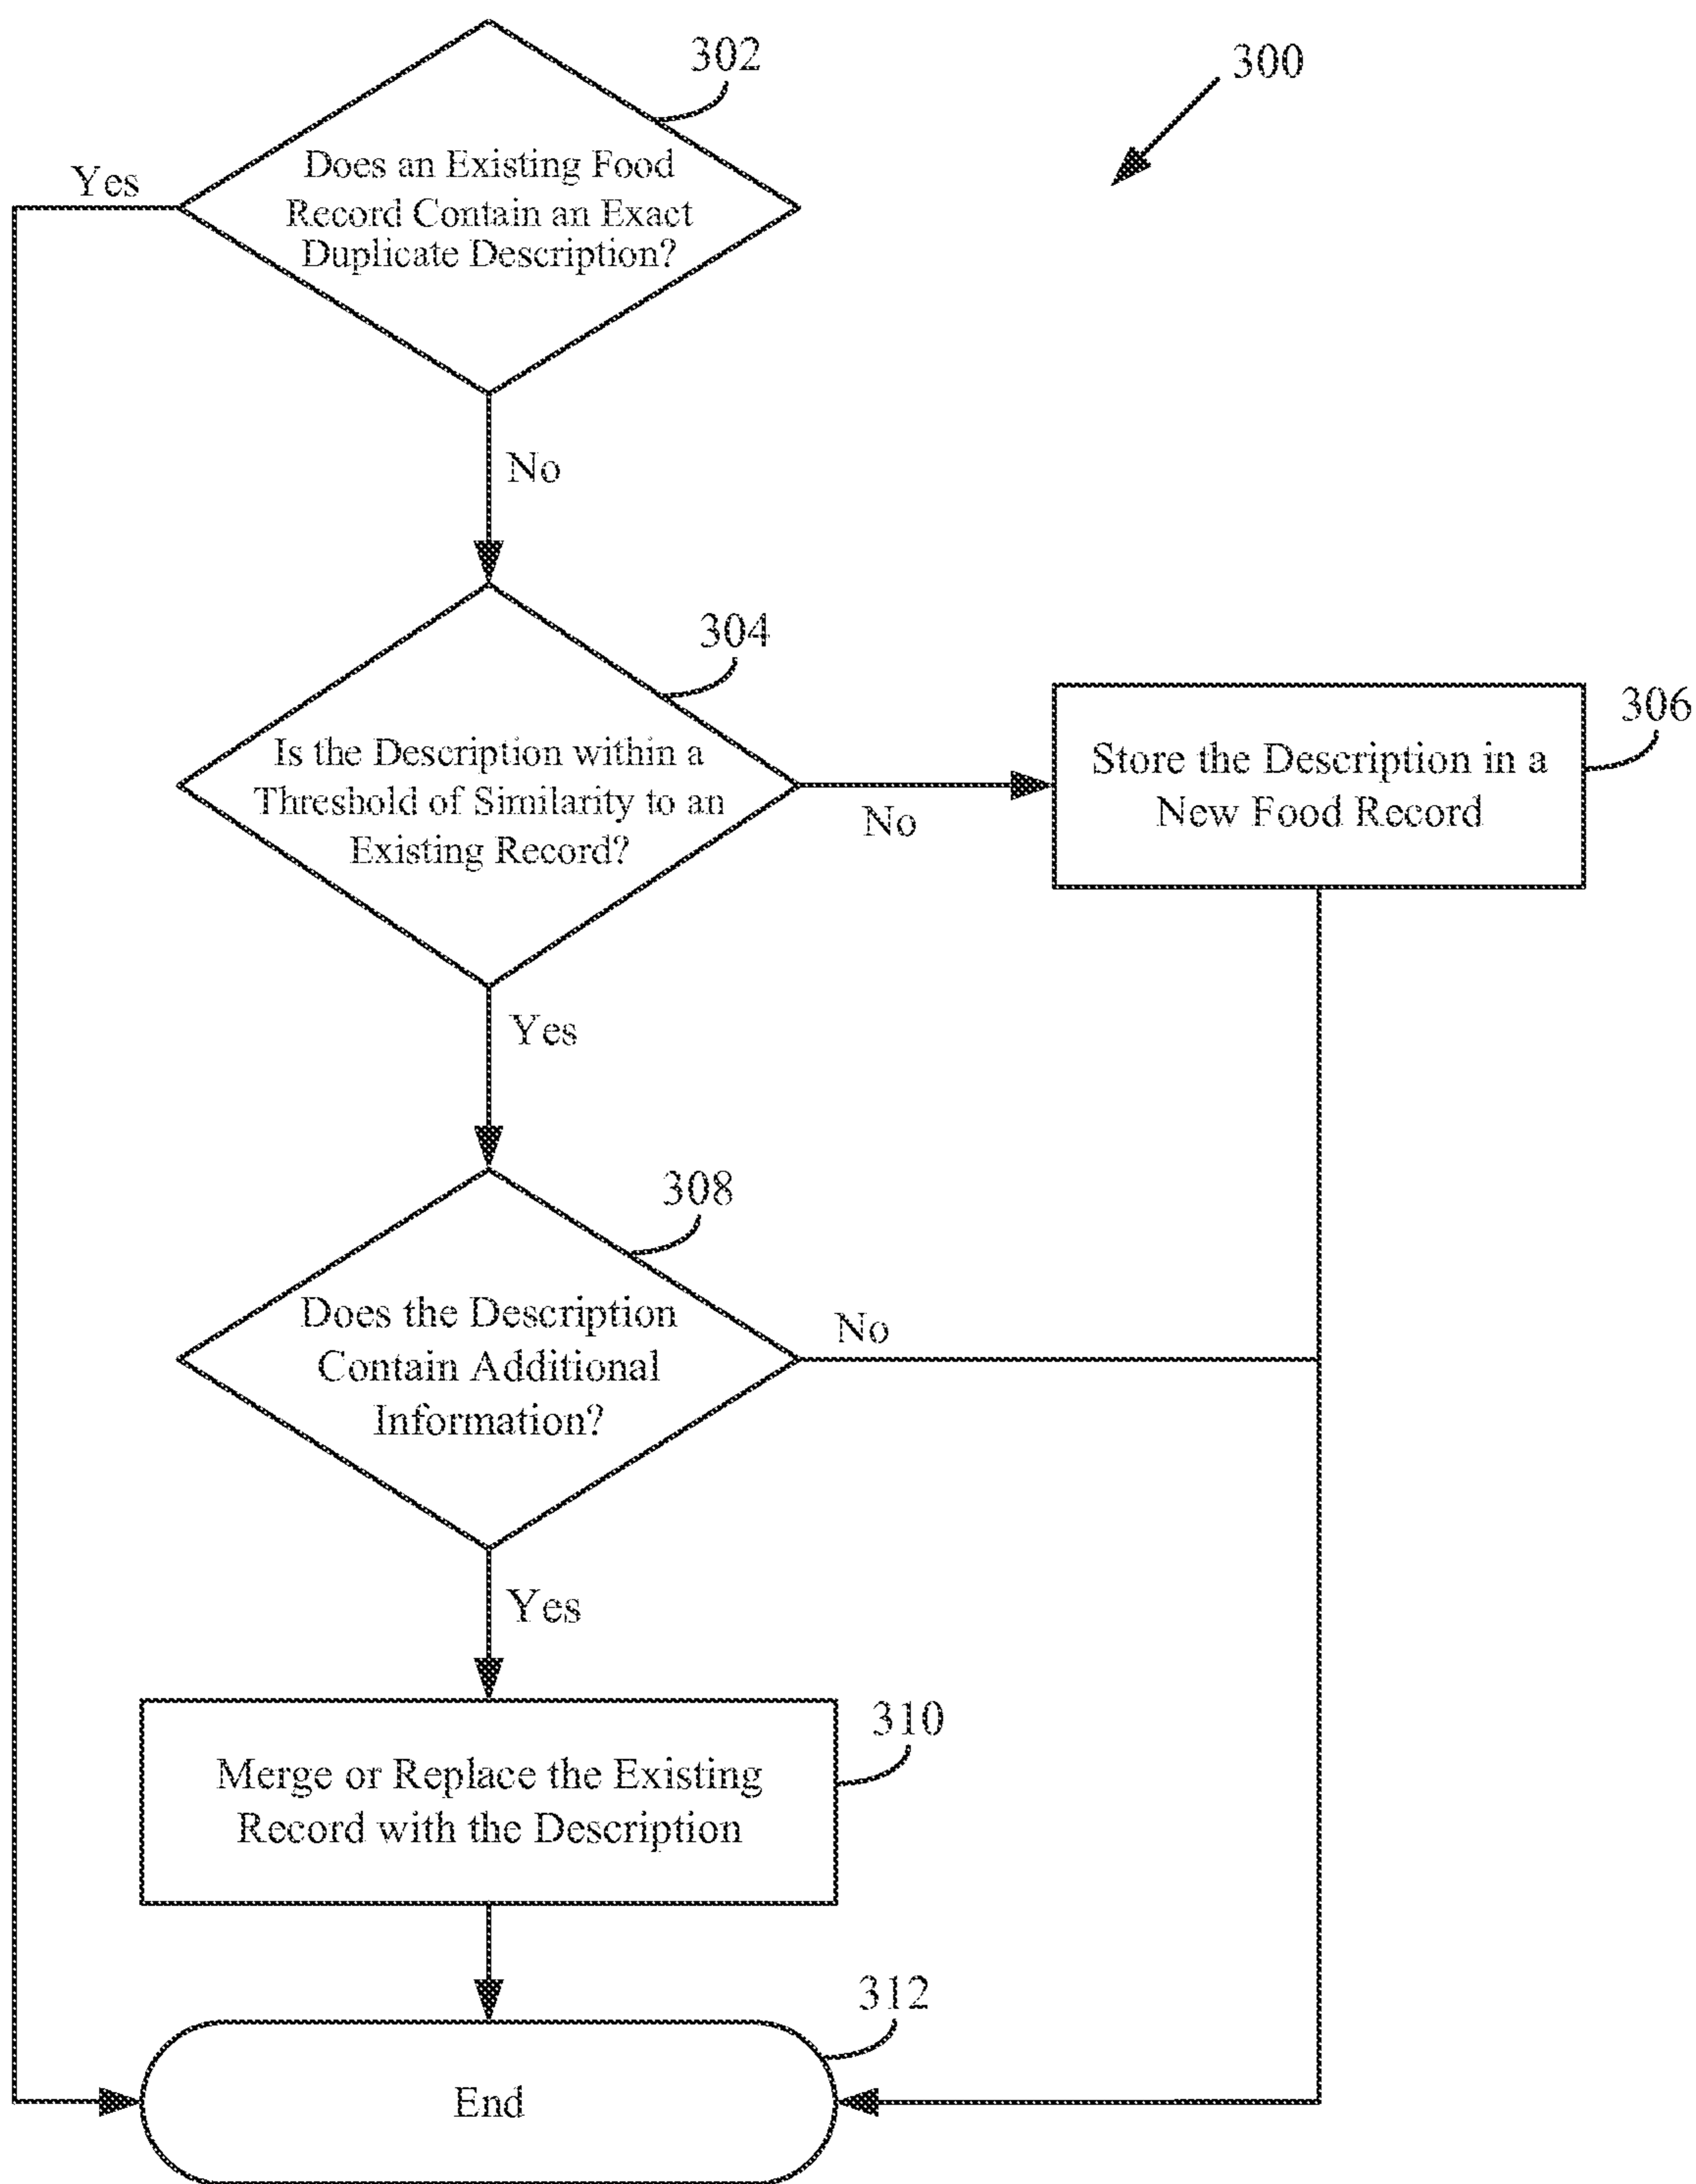 302
300
Yes
Does an Existing Food
Record Contain an Exact
Duplicate Description?
No
304
306
Is the Description within a
Threshold of Similarity to an
Existing Record?
No
Store the Description in a
New Food Record
Yes
308
Does the Description
Contain Additional
Information?
No
Yes
310
Merge or Replace the Existing
Record with the Description
312
End